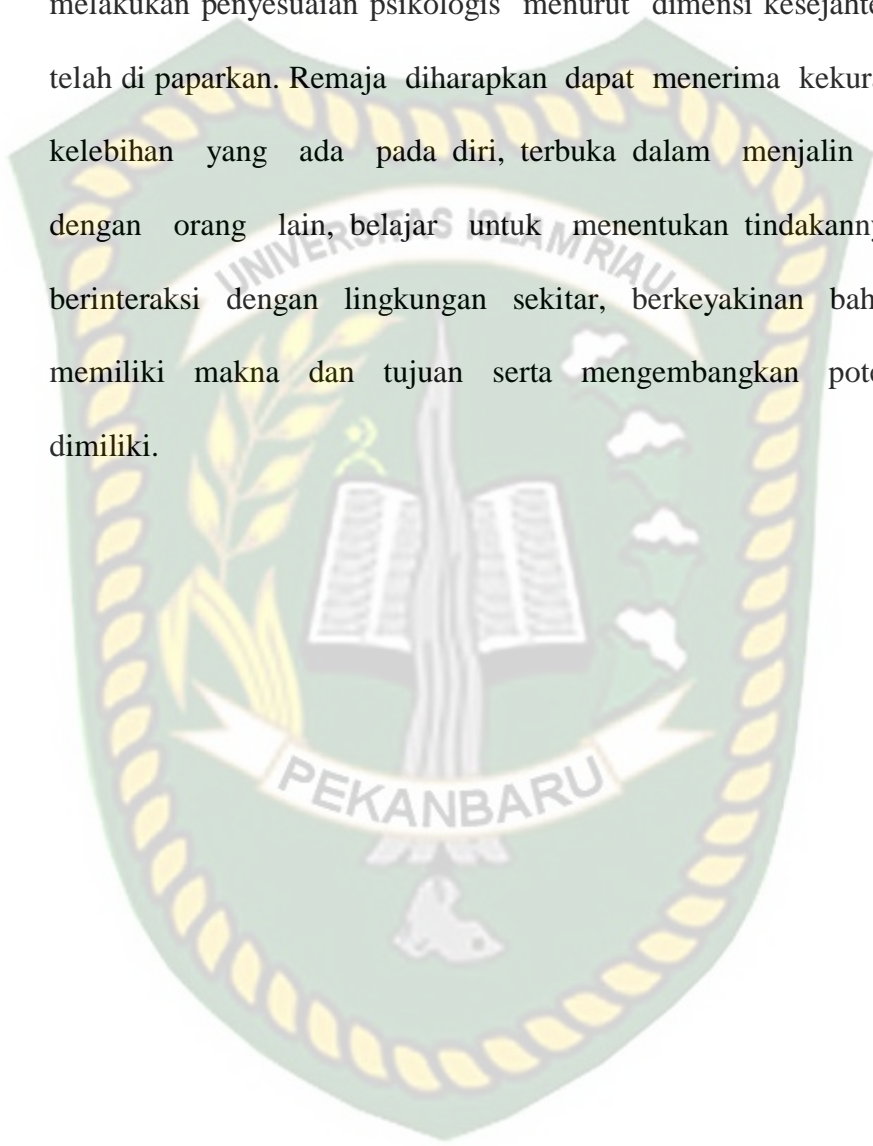 melakukan penyesuaian psikologis menurut dimensi kesejahte
telah di paparkan. Remaja diharapkan dapat menerima kekur
kelebihan yang ada pada diri, terbuka dalam menjalin
dengan orang lain, belajar untuk menentukan tindakanny
UNIVERSITAS ISLAM RIAU
berinteraksi dengan lingkungan sekitar, berkeyakinan bah
memiliki makna dan tujuan serta mengembangkan pot
dimiliki.
PEKANBARU